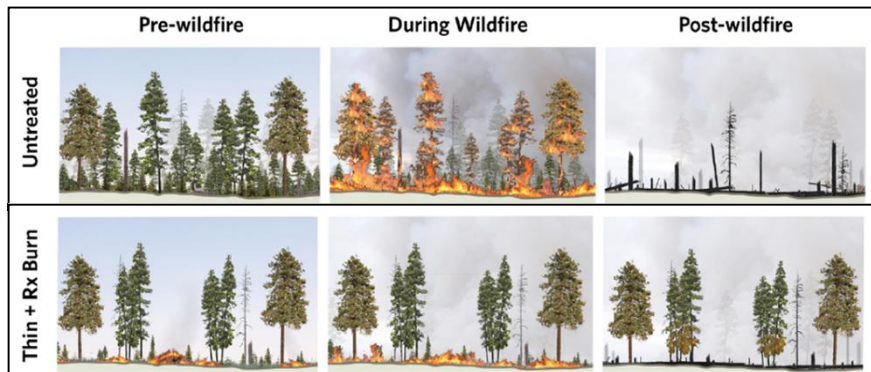 Pre-wildfire
During Wildfire
Post-wildfire
Untreated
Thin + Rx Burn